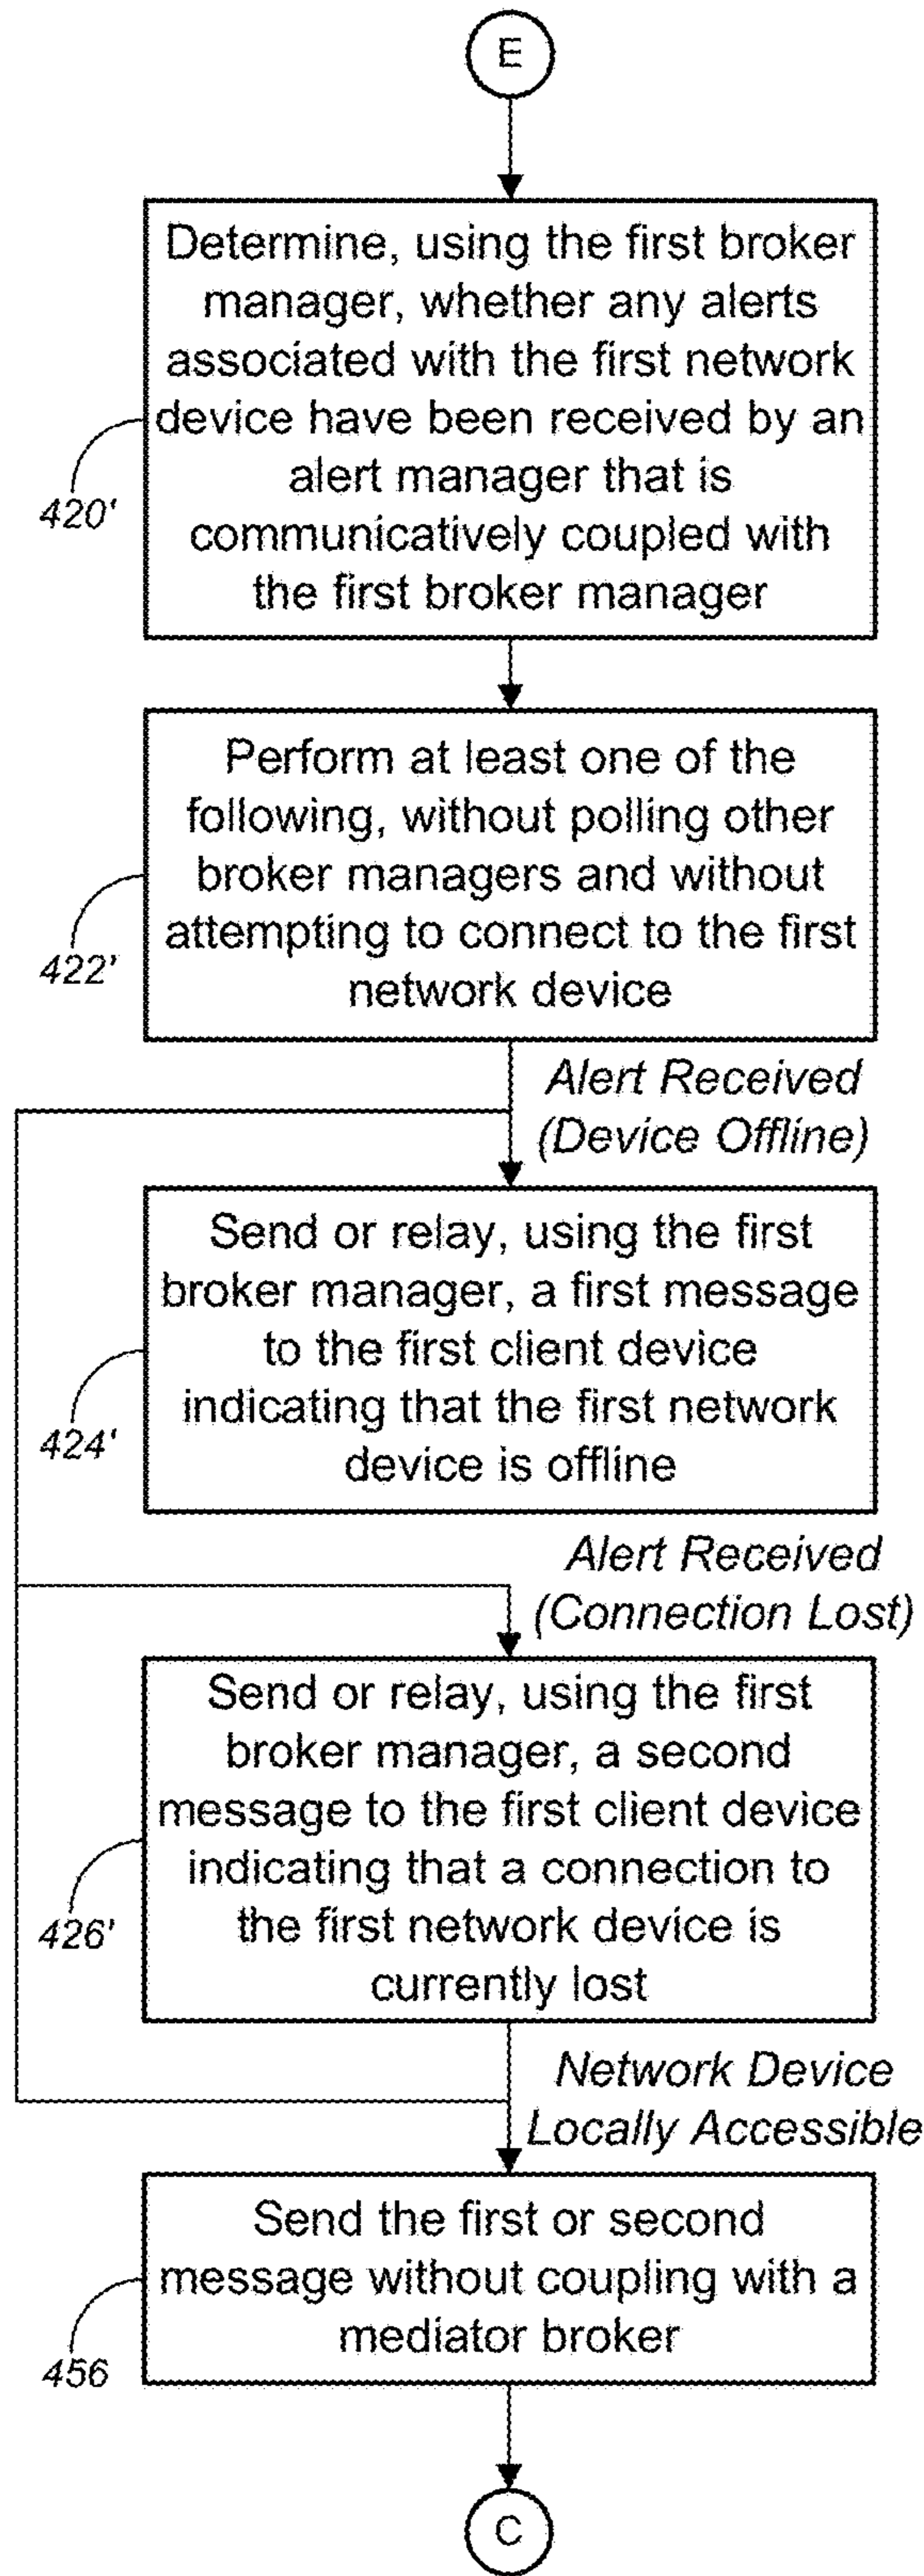 E
Determine, using the first broker
manager, whether any alerts
associated with the first network
device have been received by an
alert manager that is
communicatively coupled with
the first broker manager
420'
Perform at least one of the
following, without polling other
broker managers and without
attempting to connect to the first
network device
422'
Alert Received
(Device Offline)
Send or relay, using the first
broker manager, a first message
to the first client device
indicating that the first network
device is offline
424'
Alert Received
(Connection Lost)
Send or relay, using the first
broker manager, a second
message to the first client device
indicating that a connection to
the first network device is
currently lost
426'
Network Device
Locally Accessible
Send the first or second
message without coupling with a
mediator broker
456
C